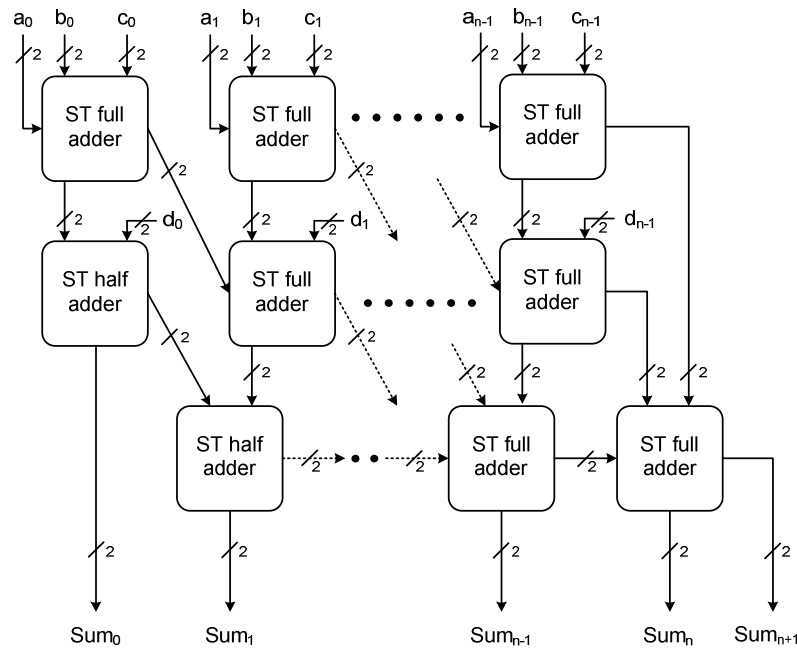 a0 b0 c0 a1 b1 c1 an-1 bn-1 cn-1
2 2 2 2 2 2 2 2 2
ST full adder
ST full adder
ST full adder
2 2 2 2 2 2
d0 d1 dn-1
2 2 2
ST half adder
ST full adder
ST full adder
2 2 2 2 2 2 2
ST half adder
ST full adder
ST full adder
2 2 2
2 2 2 2 2
Sum0 Sum1 Sumn-1 Sumn Sumn+1